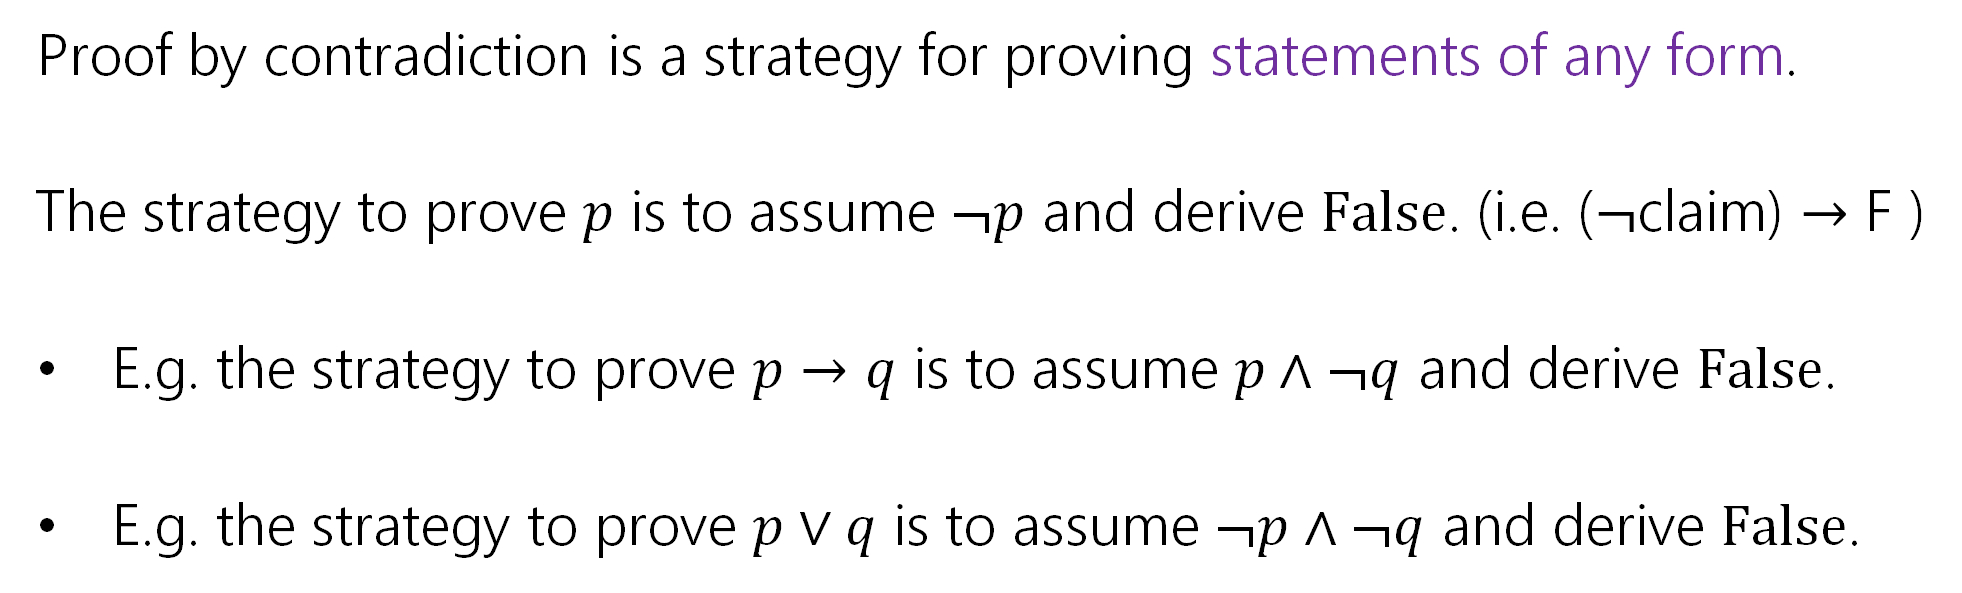 Proof by contradiction is a strategy for proving statements of any form.
The strategy to prove p is to assume ¬p and derive False. (i.e. (¬claim) → F )
• E.g. the strategy to prove p → q is to assume p ∧ ¬q and derive False.
• E.g. the strategy to prove p ∨ q is to assume ¬p ∧ ¬q and derive False.